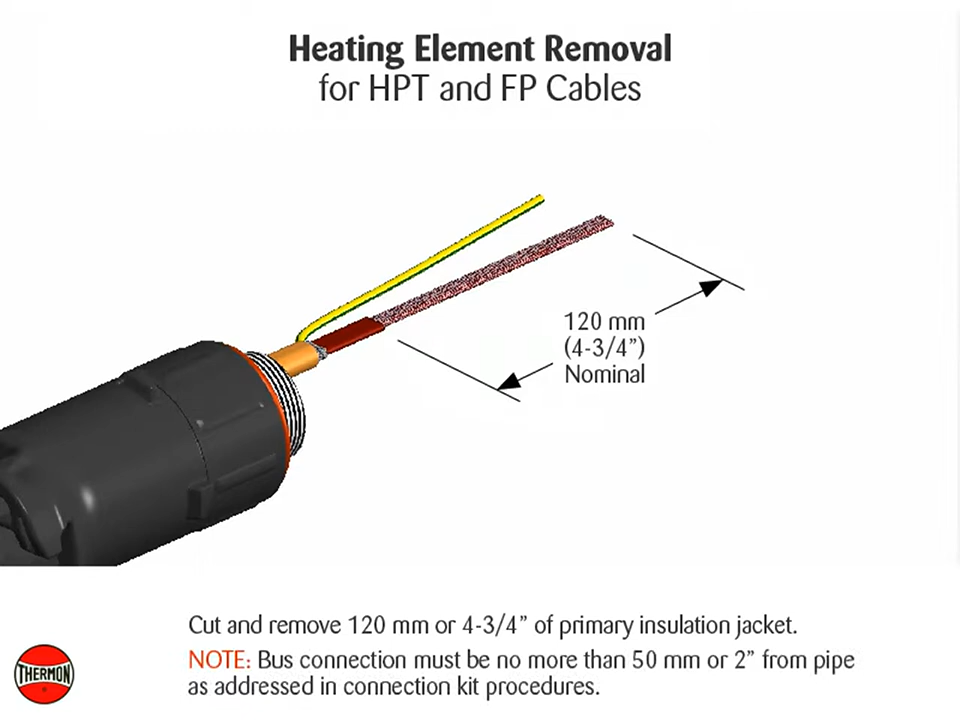 Heating Element Removal
for HPT and FP Cables
120 mm
(4-3/4”)
Nominal
Cut and remove 120 mm or 4-3/4” of primary insulation jacket.
NOTE: Bus connection must be no more than 50 mm or 2” from pipe
as addressed in connection kit procedures.
THERMON